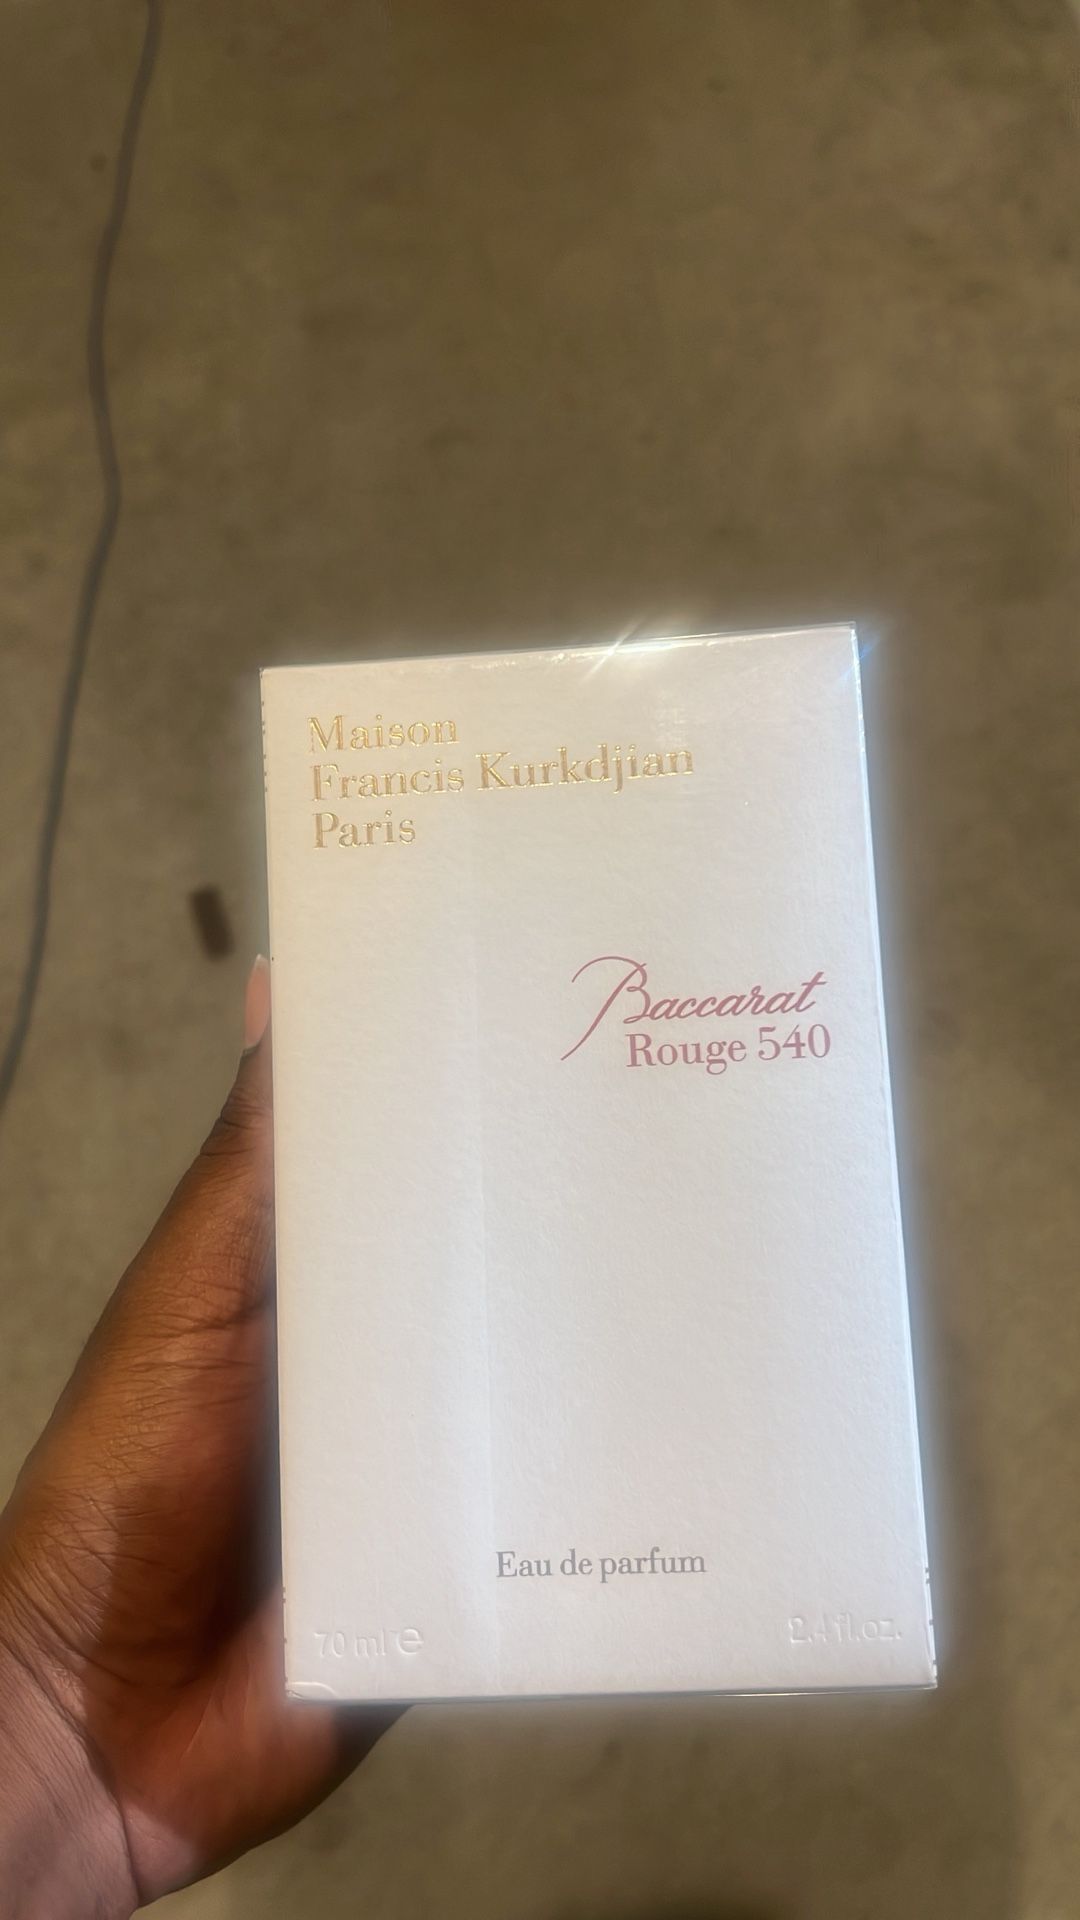 Maison
Francis Kurkdjian
Paris
Baccarat
Rouge 540
Eau de parfum
70 ml ℮ 2.4 fl.oz.